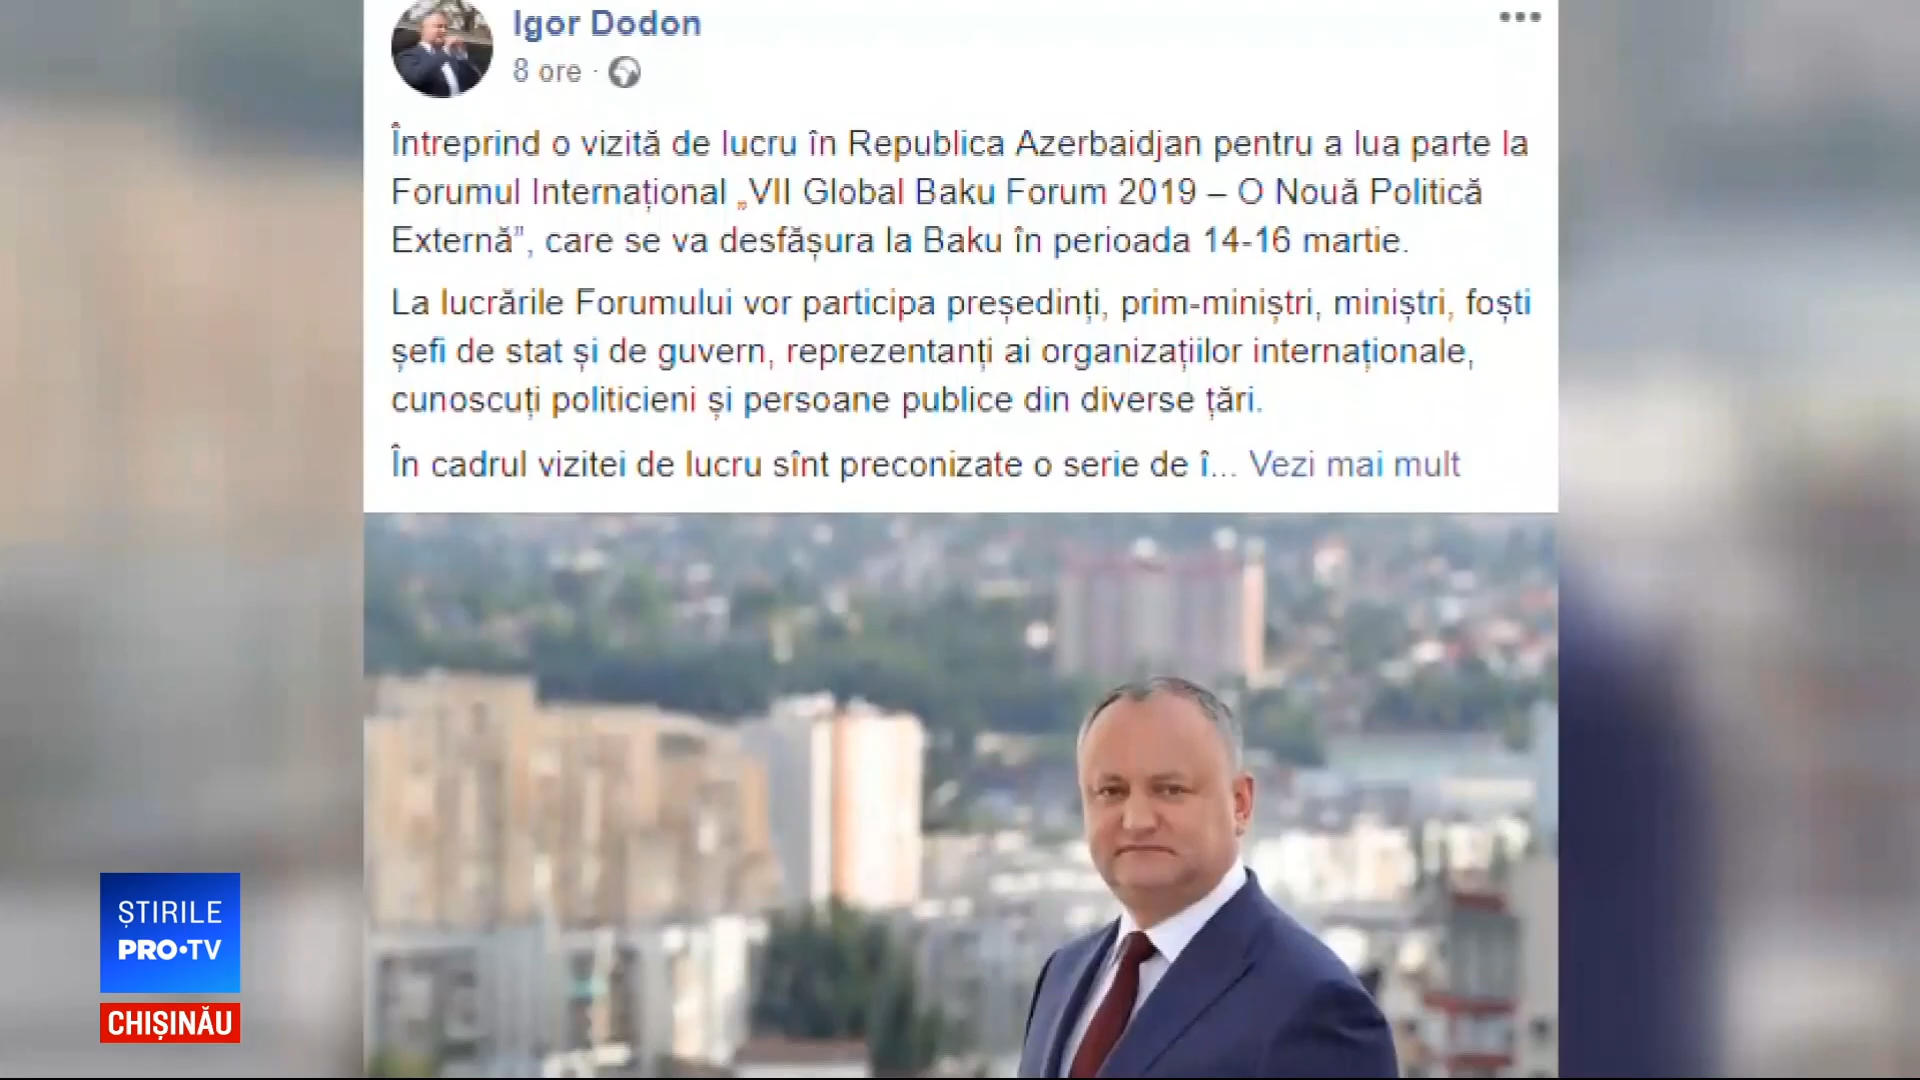 Igor Dodon
8 ore ·
Întreprind o vizită de lucru în Republica Azerbaidjan pentru a lua parte la
Forumul Internațional „VII Global Baku Forum 2019 – O Nouă Politică
Externă”, care se va desfășura la Baku în perioada 14-16 martie.
La lucrările Forumului vor participa președinți, prim-miniștri, miniștri, foști
șefi de stat și de guvern, reprezentanți ai organizațiilor internaționale,
cunoscuți politicieni și persoane publice din diverse țări.
În cadrul vizitei de lucru sînt preconizate o serie de î... Vezi mai mult
ȘTIRILE
PRO•TV
CHIȘINĂU